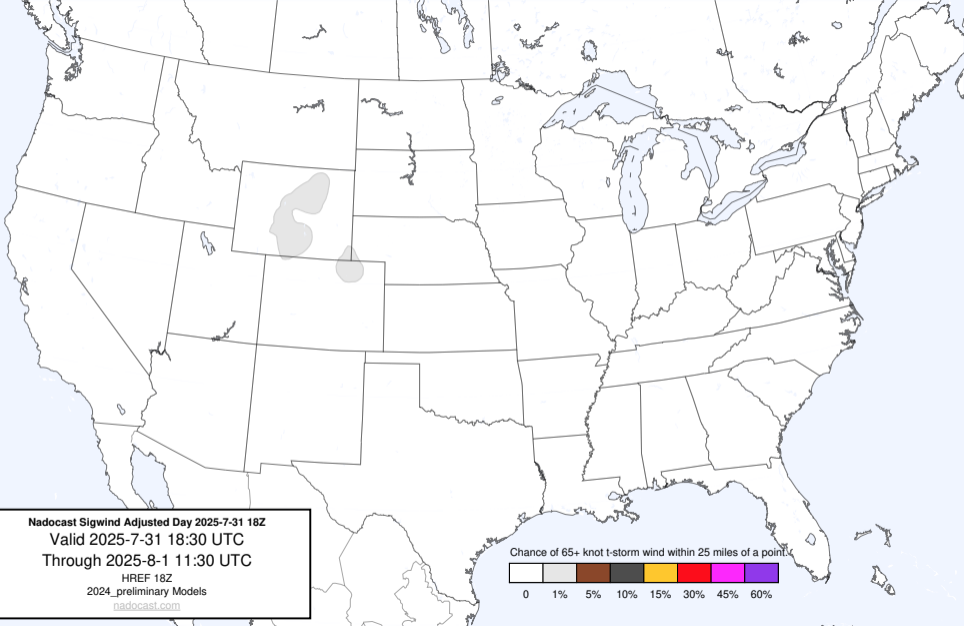 Nadocast Sigwind Adjusted Day 2025-7-31 18Z
Valid 2025-7-31 18:30 UTC
Through 2025-8-1 11:30 UTC
HREF 18Z
2024_preliminary Models
nadocast.com
Chance of 65+ knot t-storm wind within 25 miles of a point.
0 1% 5% 10% 15% 30% 45% 60%